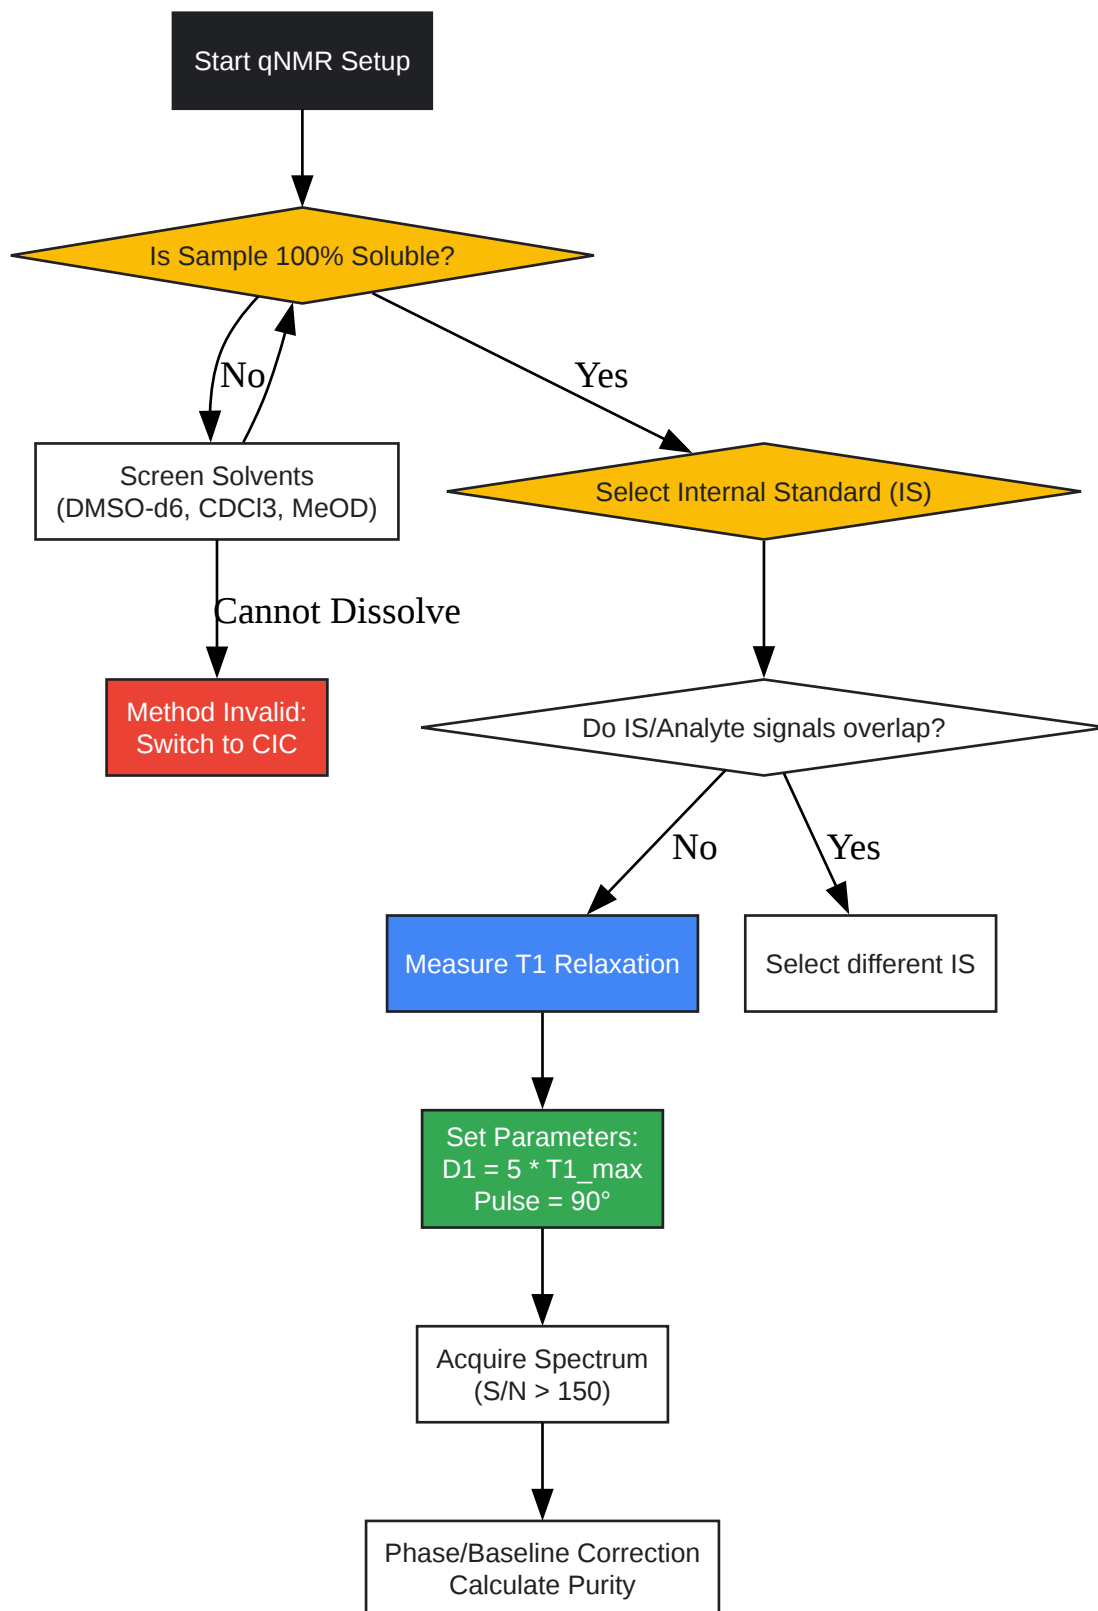 Start qNMR Setup
Is Sample 100% Soluble?
No
Yes
Screen Solvents
(DMSO-d6, CDCl3, MeOD)
Select Internal Standard (IS)
Cannot Dissolve
Method Invalid:
Switch to CIC
Do IS/Analyte signals overlap?
No
Yes
Measure T1 Relaxation
Select different IS
Set Parameters:
D1 = 5 * T1_max
Pulse = 90°
Acquire Spectrum
(S/N > 150)
Phase/Baseline Correction
Calculate Purity